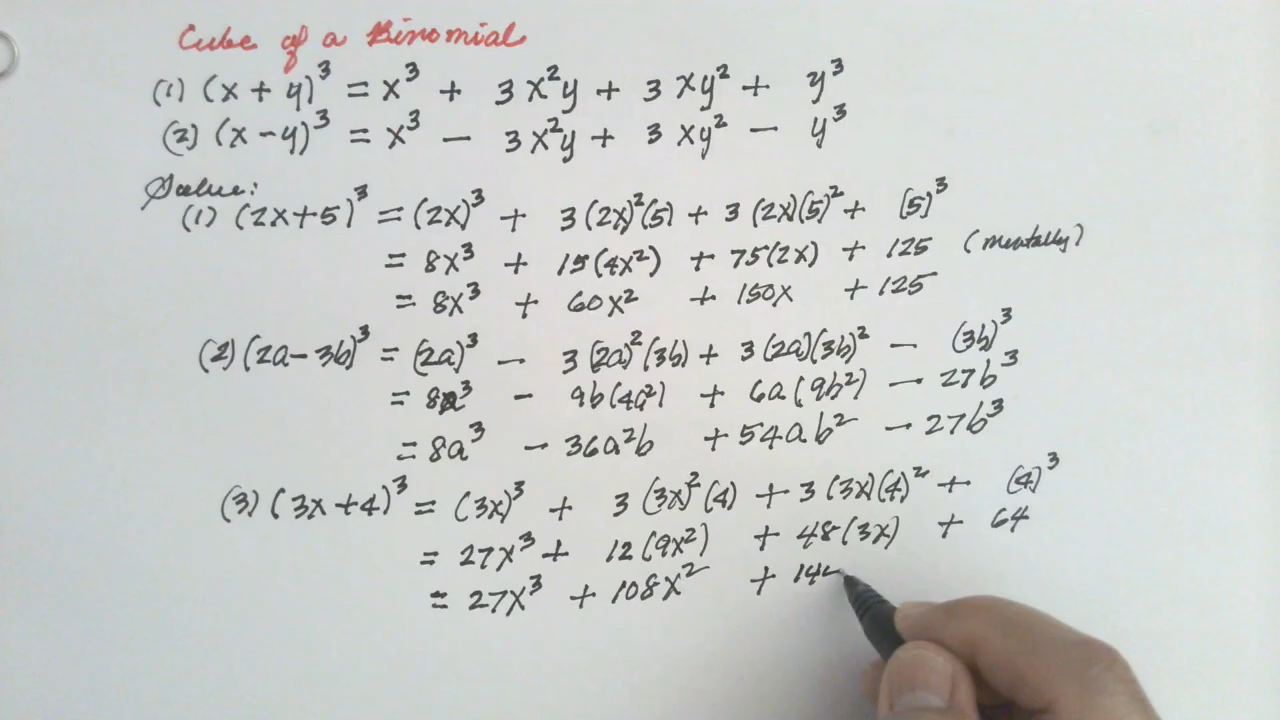 Cube of a Binomial
(1) (x + y)³ = x³ + 3x²y + 3xy² + y³
(2) (x - y)³ = x³ - 3x²y + 3xy² - y³
Solve:
(1) (2x+5)³ = (2x)³ + 3(2x)²(5) + 3(2x)(5)² + (5)³
= 8x³ + 15(4x²) + 75(2x) + 125 (mentally)
= 8x³ + 60x² + 150x + 125
(2) (2a-3b)³ = (2a)³ - 3(2a)²(3b) + 3(2a)(3b)² - (3b)³
= 8a³ - 9b(4a²) + 6a(9b²) - 27b³
= 8a³ - 36a²b + 54ab² - 27b³
(3) (3x+4)³ = (3x)³ + 3(3x)²(4) + 3(3x)(4)² + (4)³
= 27x³ + 12(9x²) + 48(3x) + 64
= 27x³ + 108x² + 144